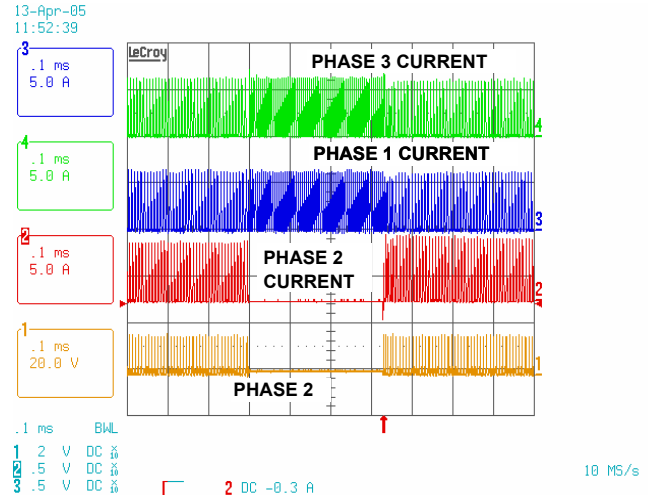 13-Apr-05
11:52:39
3
.1 ms
5.0 A
4
.1 ms
5.0 A
2
.1 ms
5.0 A
1
.1 ms
20.0 V
LeCroy
PHASE 3 CURRENT
4
PHASE 1 CURRENT
3
PHASE 2
CURRENT
2
1
PHASE 2
.1 ms BWL
1 2 V DC X10
2 .5 V DC X10
3 .5 V DC X10
2 DC -0.3 A
10 MS/s